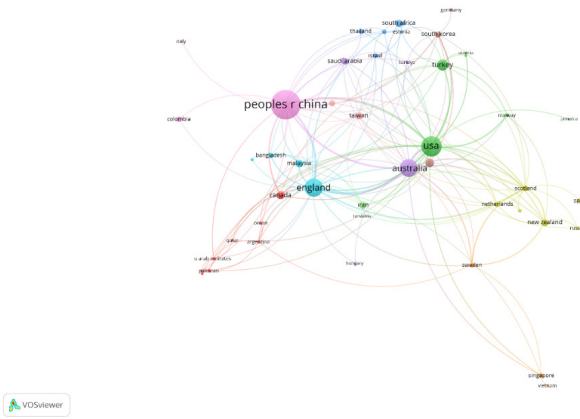 germany
south africa
thailand
estonia
south korea
italy
israel
saudi arabia
turkey
peoples r china
taiwan
colombia
norway
jamaica
usa
bangladesh
malaysia
australia
england
scotland
canada
iran
netherlands
oman
new zealand
qatar
argentina
u arab emirates
hungary
sweden
pakistan
singapore
vietnam
VOSviewer